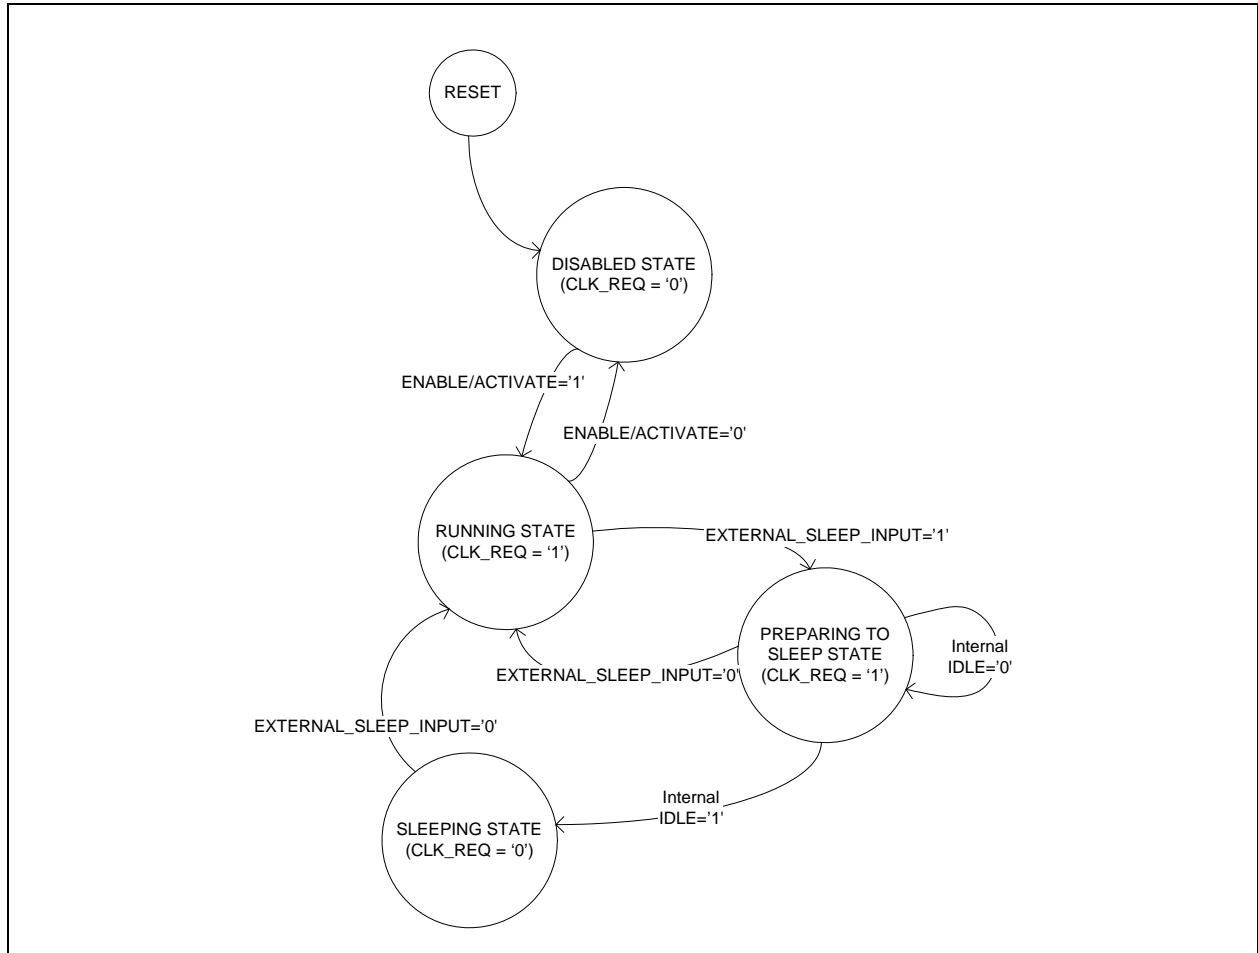 RESET
DISABLED STATE
(CLK_REQ = ‘0’)
ENABLE/ACTIVATE='1'
ENABLE/ACTIVATE='0'
RUNNING STATE
(CLK_REQ = ‘1’)
EXTERNAL_SLEEP_INPUT='1'
PREPARING TO
SLEEP STATE
(CLK_REQ = ‘1’)
Internal
IDLE='0'
EXTERNAL_SLEEP_INPUT='0'
EXTERNAL_SLEEP_INPUT='0'
Internal
IDLE='1'
SLEEPING STATE
(CLK_REQ = ‘0’)